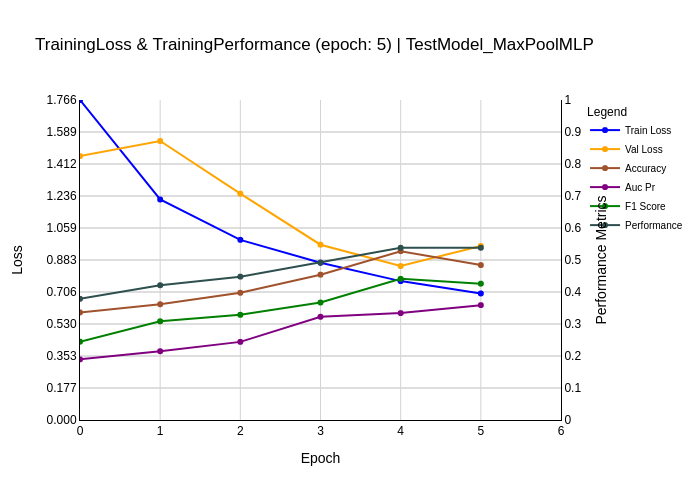 TrainingLoss & TrainingPerformance (epoch: 5) | TestModel_MaxPoolMLP
1.766
1.589
1.412
1.236
1.059
0.883
0.706
0.530
0.353
0.177
0.000
Loss
0
1
2
3
4
5
6
Epoch
1
0.9
0.8
0.7
0.6
0.5
0.4
0.3
0.2
0.1
0
Performance Metrics
Legend
Train Loss
Val Loss
Accuracy
Auc Pr
F1 Score
Performance